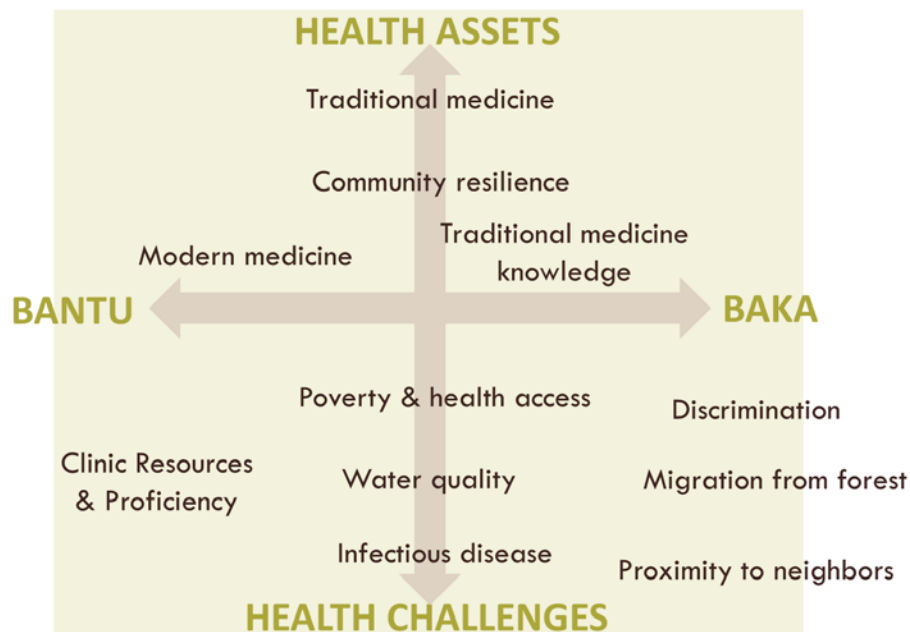 HEALTH ASSETS
Traditional medicine
Community resilience
Traditional medicine
knowledge
Modern medicine
BANTU
BAKA
Poverty & health access
Discrimination
Clinic Resources
& Proficiency
Water quality
Migration from forest
Infectious disease
Proximity to neighbors
HEALTH CHALLENGES